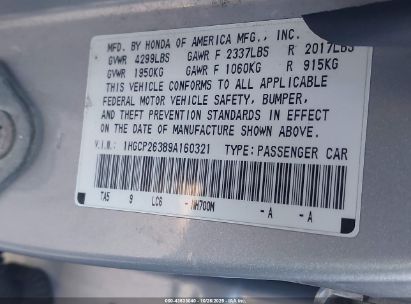 MFD. BY HONDA OF AMERICA MFG., INC.
GVWR 4299LBS GAWR F 2337LBS R 2017LBS
GVWR 1950KG GAWR F 1060KG R 915KG
THIS VEHICLE CONFORMS TO ALL APPLICABLE
FEDERAL MOTOR VEHICLE SAFETY, BUMPER,
AND THEFT PREVENTION STANDARDS IN EFFECT
ON THE DATE OF MANUFACTURE SHOWN ABOVE.
V.I.N.: 1HGCP26389A160321 TYPE: PASSENGER CAR
TA5 9 LC6 - NH700M - A - A